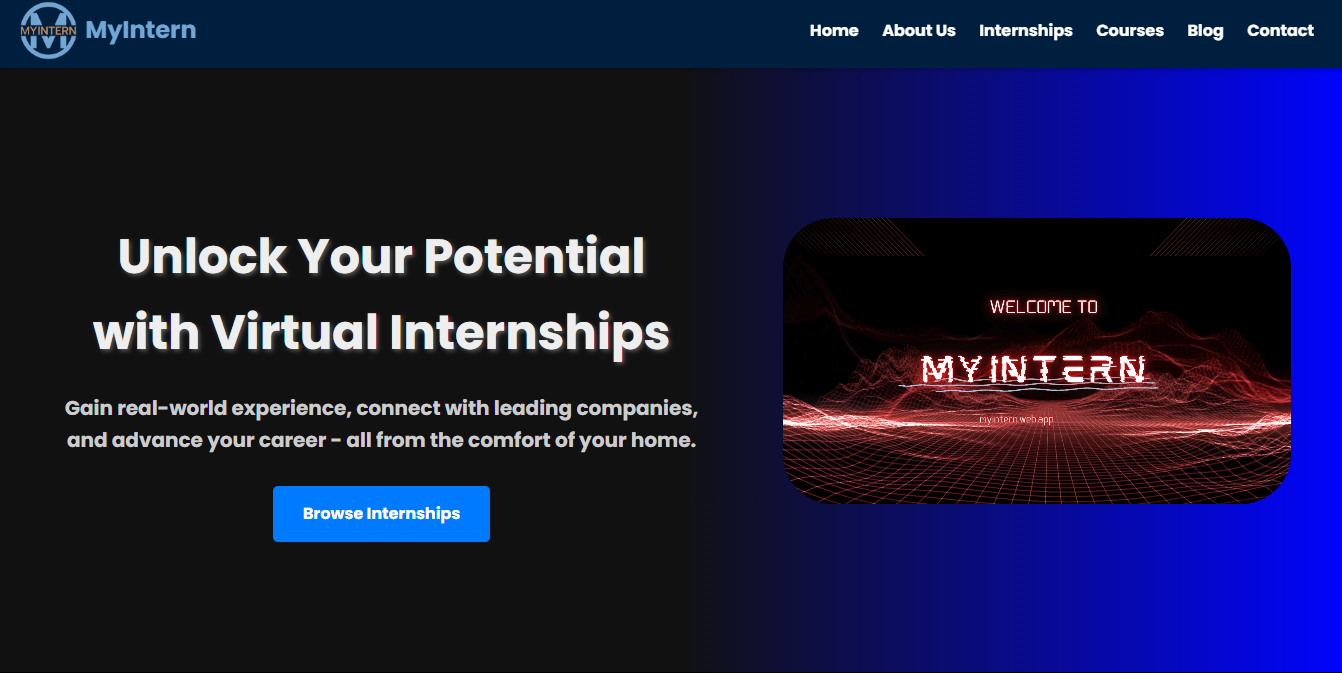 MYINTERN
MyIntern
Home
About Us
Internships
Courses
Blog
Contact
Unlock Your Potential
with Virtual Internships
Gain real-world experience, connect with leading companies,
and advance your career - all from the comfort of your home.
Browse Internships
WELCOME TO
MYINTERN
myintern.web.app